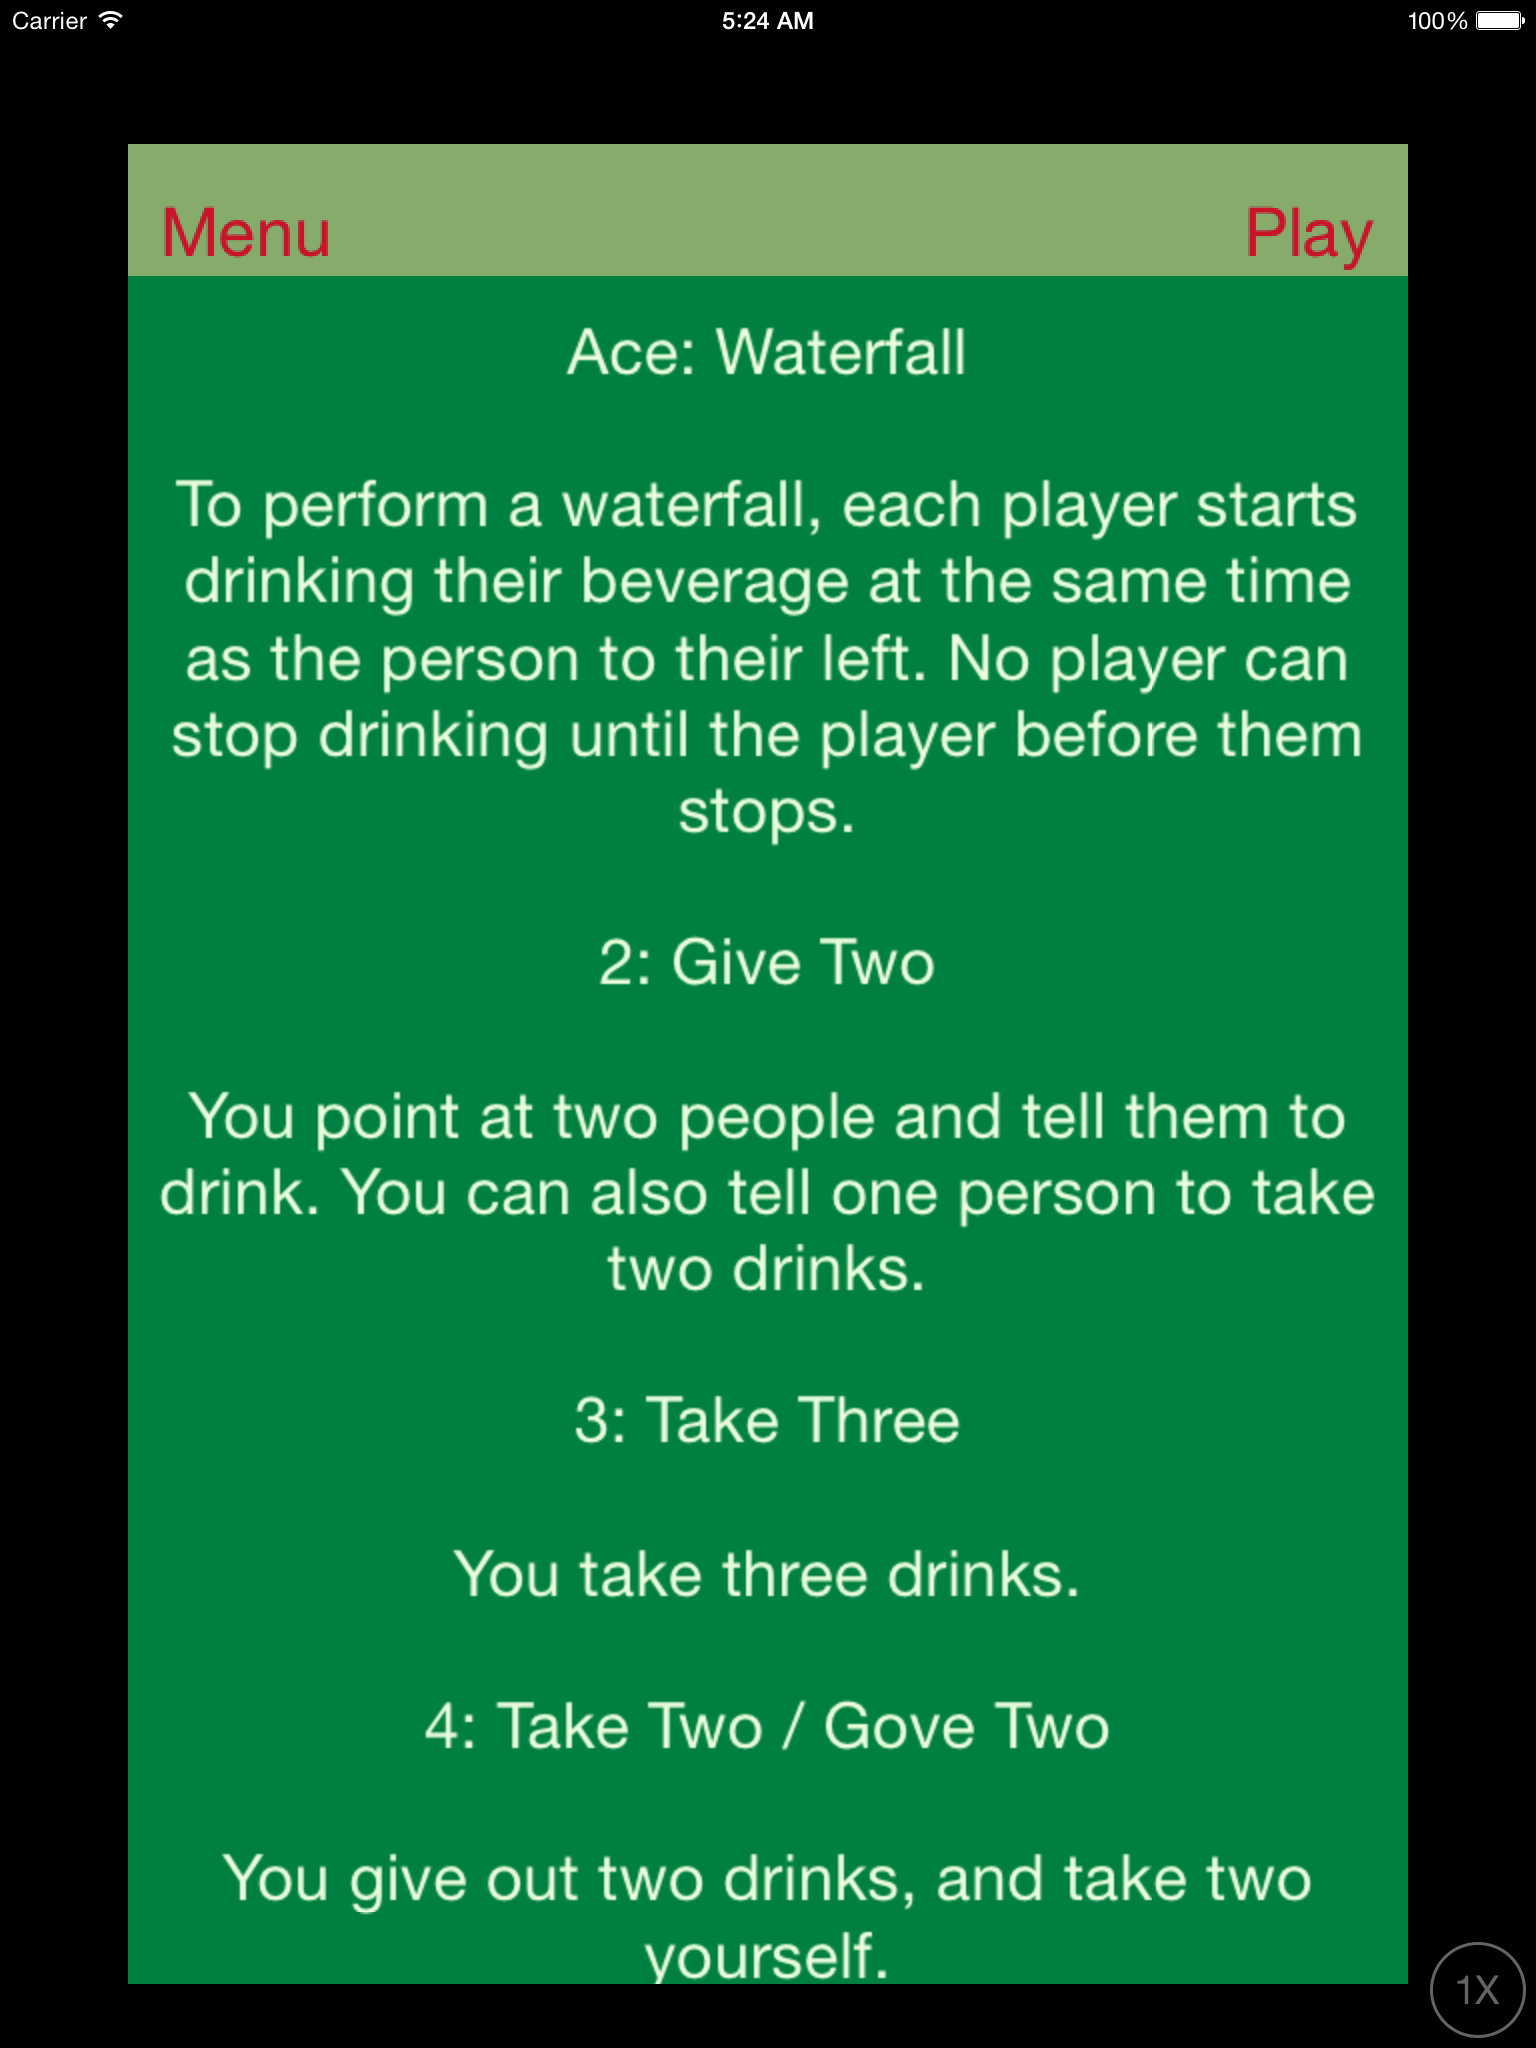 Carrier 5:24 AM 100%
Menu Play
Ace: Waterfall
To perform a waterfall, each player starts
drinking their beverage at the same time
as the person to their left. No player can
stop drinking until the player before them
stops.
2: Give Two
You point at two people and tell them to
drink. You can also tell one person to take
two drinks.
3: Take Three
You take three drinks.
4: Take Two / Gove Two
You give out two drinks, and take two
yourself.
1X